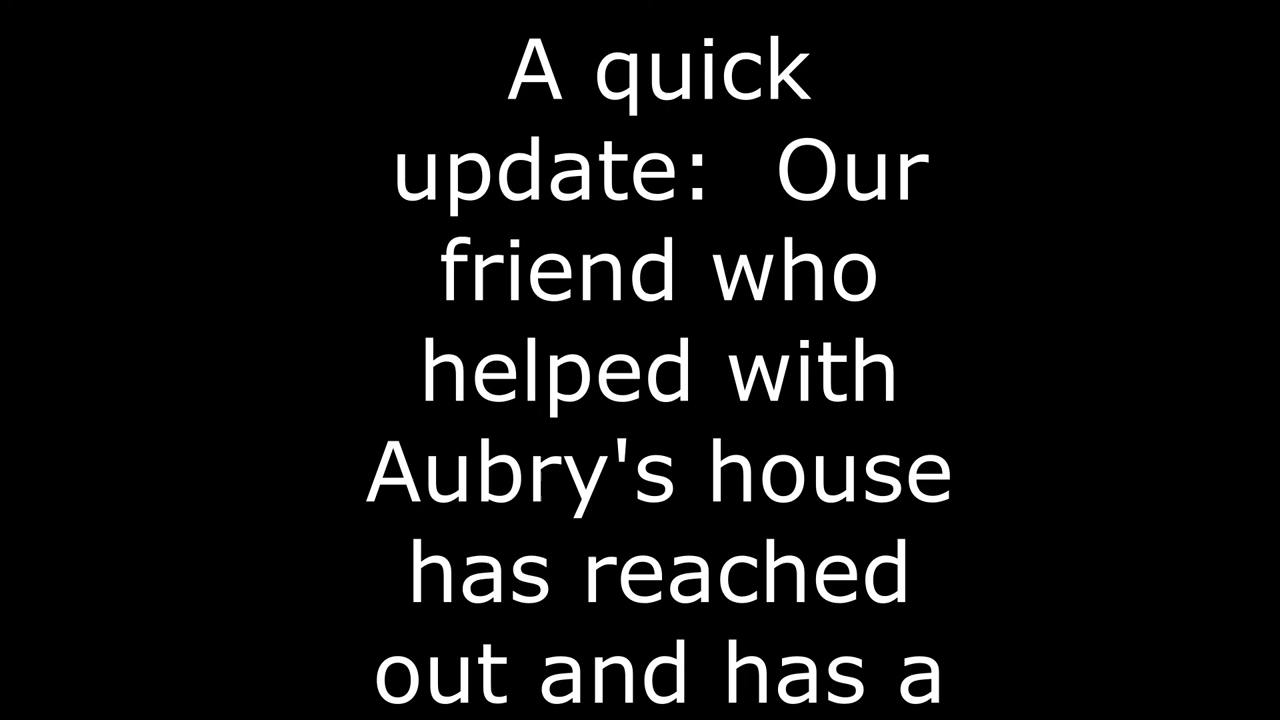 A quick
update:  Our
friend who
helped with
Aubry's house
has reached
out and has a